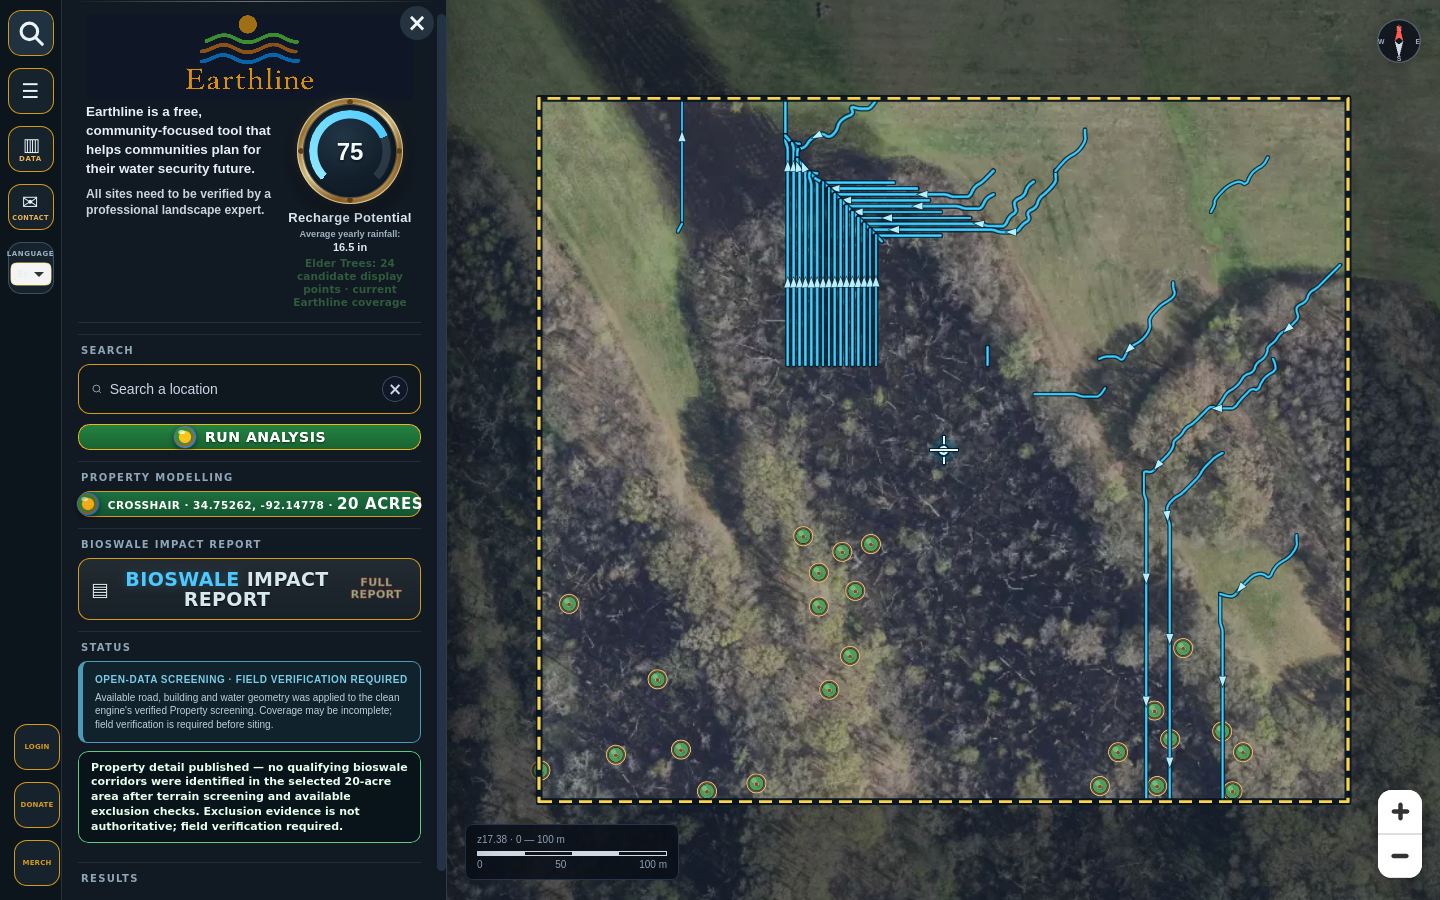 DATA
CONTACT
LANGUAGE
LOGIN
DONATE
MERCH
Earthline
Earthline is a free,
community-focused tool that
helps communities plan for
their water security future.
All sites need to be verified by a
professional landscape expert.
75
Recharge Potential
Average yearly rainfall:
16.5 in
Elder Trees: 24
candidate display
points · current
Earthline coverage
SEARCH
Search a location
RUN ANALYSIS
PROPERTY MODELLING
CROSSHAIR · 34.75262, -92.14778 · 20 ACRES
BIOSWALE IMPACT REPORT
BIOSWALE IMPACT
REPORT
FULL
REPORT
STATUS
OPEN-DATA SCREENING · FIELD VERIFICATION REQUIRED
Available road, building and water geometry was applied to the clean
engine's verified Property screening. Coverage may be incomplete;
field verification is required before siting.
Property detail published — no qualifying bioswale
corridors were identified in the selected 20-acre
area after terrain screening and available
exclusion checks. Exclusion evidence is not
authoritative; field verification required.
RESULTS
N
W E
S
z17.38 · 0 — 100 m
0 50 100 m